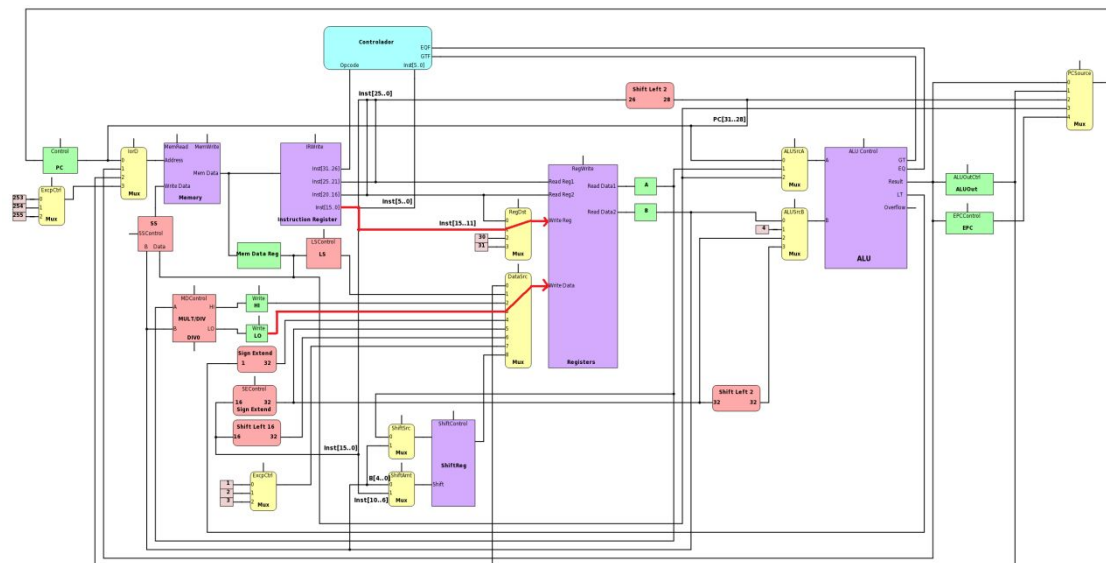 Controlador
EQF
GTF
Opcode
Inst[5..0]
PCSource
0
1
2
3
4
Mux
Inst[25..0]
Shift Left 2
26 28
PC[31..28]
Control
PC
IorD
0
1
2
3
Mux
MemRead MemWrite
Address
Mem Data
Write Data
Memory
IRWrite
Inst[31..26]
Inst[25..21]
Inst[20..16]
Inst[15..0]
Instruction Register
Inst[5..0]
RegWrite
Read Reg1
Read Reg2
Write Reg
Write Data
Read Data1
Read Data2
Registers
A
B
ALUSrcA
0
1
2
Mux
ALU Control
A
B
GT
EQ
Result
LT
Overflow
ALU
ALUOutCtrl
ALUOut
EPCControl
EPC
253
254
255
ExcpCtrl
0
1
2
Mux
SS
SSControl
B Data
Mem Data Reg
LSControl
LS
Inst[15..11]
RegDst
0
1
2
3
Mux
30
31
ALUSrcB
0
1
2
3
Mux
4
DataSrc
0
1
2
3
4
5
6
7
8
Mux
MDControl
A
B
HI
LO
MULT/DIV
DIV0
Write
HI
Write
LO
Sign Extend
1 32
SEControl
16 32
Sign Extend
Shift Left 16
16 32
Shift Left 2
32 32
Inst[15..0]
ShiftSrc
0
1
Mux
ShiftControl
ShiftReg
Shift
B[4..0]
ShiftAmt
0
1
Mux
Inst[10..6]
1
2
3
ExcpCtrl
0
1
2
Mux